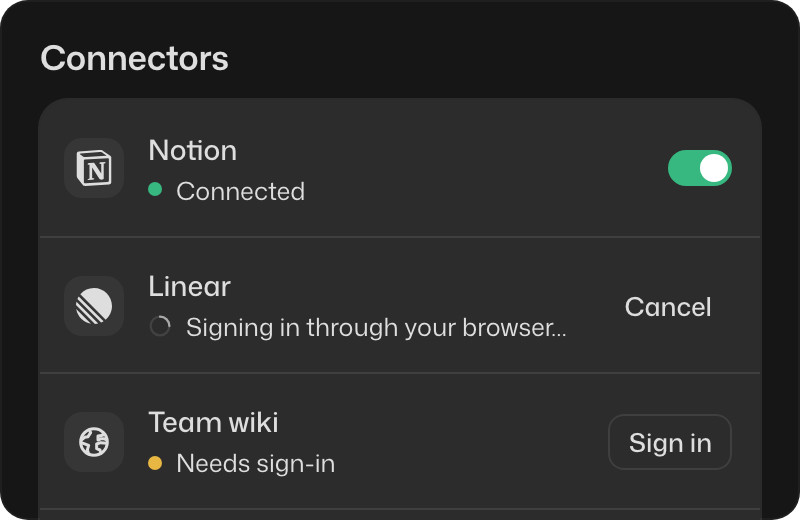 Connectors
Notion
Connected
Linear
Signing in through your browser...
Cancel
Team wiki
Needs sign-in
Sign in